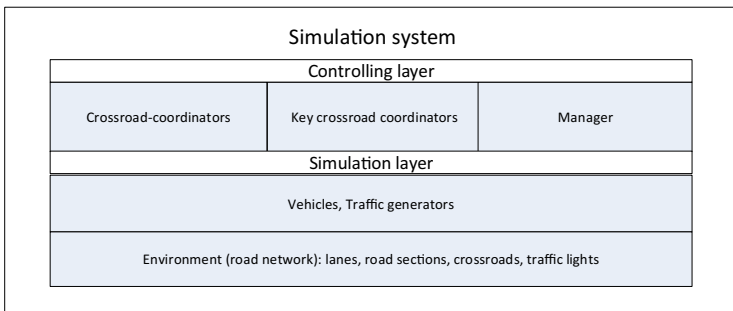 Simulation system
Controlling layer
Crossroad-coordinators
Key crossroad coordinators
Manager
Simulation layer
Vehicles, Traffic generators
Environment (road network): lanes, road sections, crossroads, traffic lights